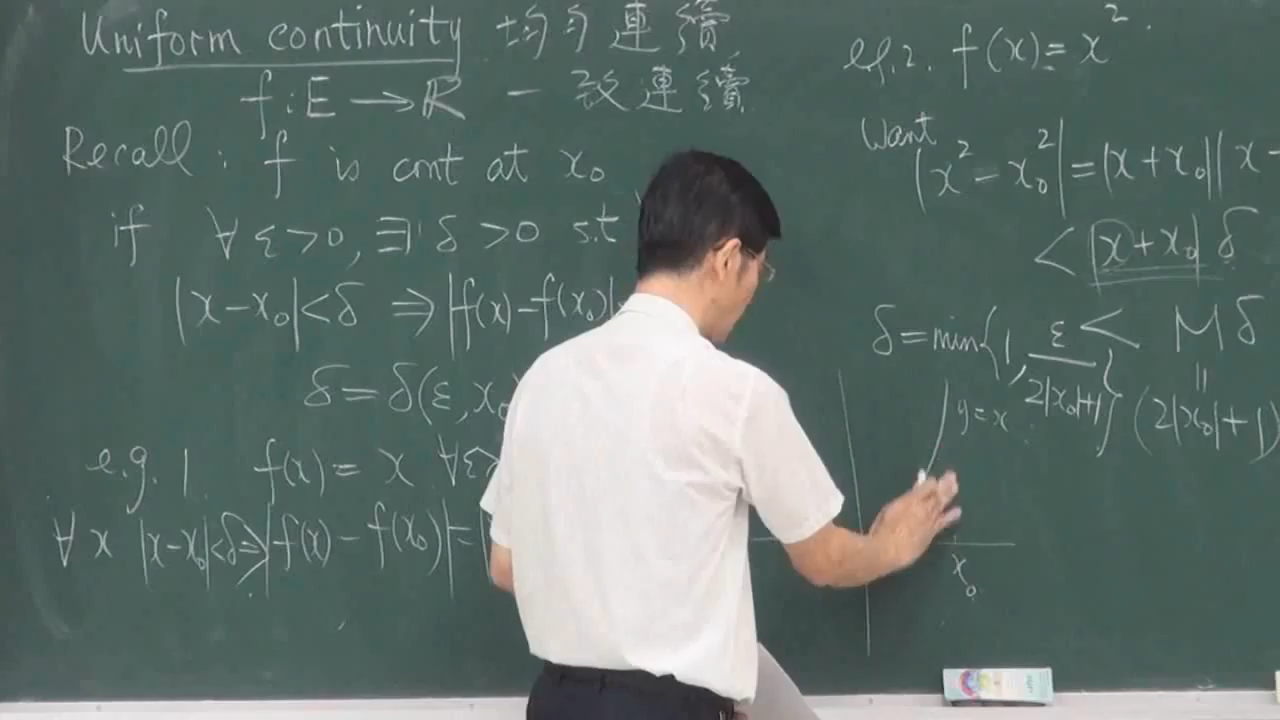 Uniform continuity 均勻連續
f: E → R 一致連續
Recall : f is cont at x₀
if ∀ ε>0, ∃ δ>0 s.t
|x-x₀|<δ ⇒ |f(x)-f(x₀)|
δ = δ(ε, x₀
e.g. 1. f(x) = x ∀ε>
∀ x |x-x₀|<δ ⇒ |f(x) - f(x₀)| = |
e.g. 2. f(x) = x².
Want
|x² - x₀²| = |x+x₀| |x-
< |x+x₀| δ
< M δ
δ = min{1, ε/2|x₀|+1}
=
(2|x₀|+1)
y = x
x₀